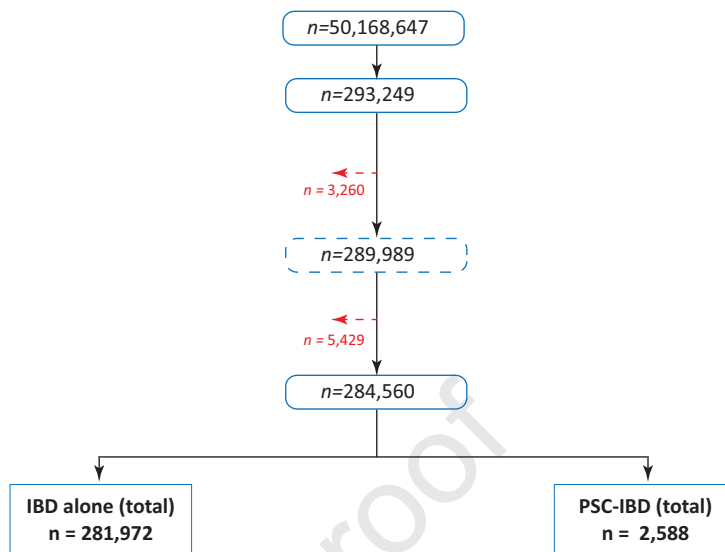 n=50,168,647
n=293,249
n = 3,260
n=289,989
n = 5,429
n=284,560
IBD alone (total)
n = 281,972
PSC-IBD (total)
n = 2,588
roof